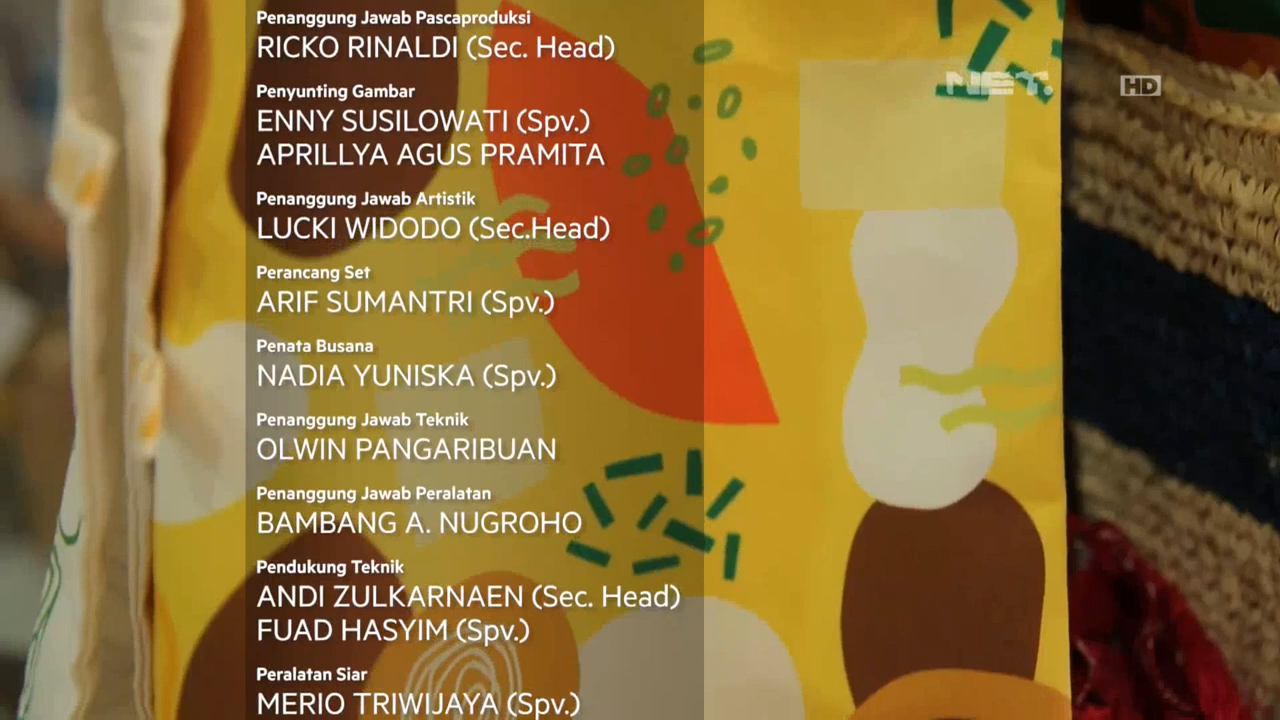 Penanggung Jawab Pascaproduksi
RICKO RINALDI (Sec. Head)
Penyunting Gambar
ENNY SUSILOWATI (Spv.)
APRILLYA AGUS PRAMITA
Penanggung Jawab Artistik
LUCKI WIDODO (Sec.Head)
Perancang Set
ARIF SUMANTRI (Spv.)
Penata Busana
NADIA YUNISKA (Spv.)
Penanggung Jawab Teknik
OLWIN PANGARIBUAN
Penanggung Jawab Peralatan
BAMBANG A. NUGROHO
Pendukung Teknik
ANDI ZULKARNAEN (Sec. Head)
FUAD HASYIM (Spv.)
Peralatan Siar
MERIO TRIWIJAYA (Spv.)
NET.
HD